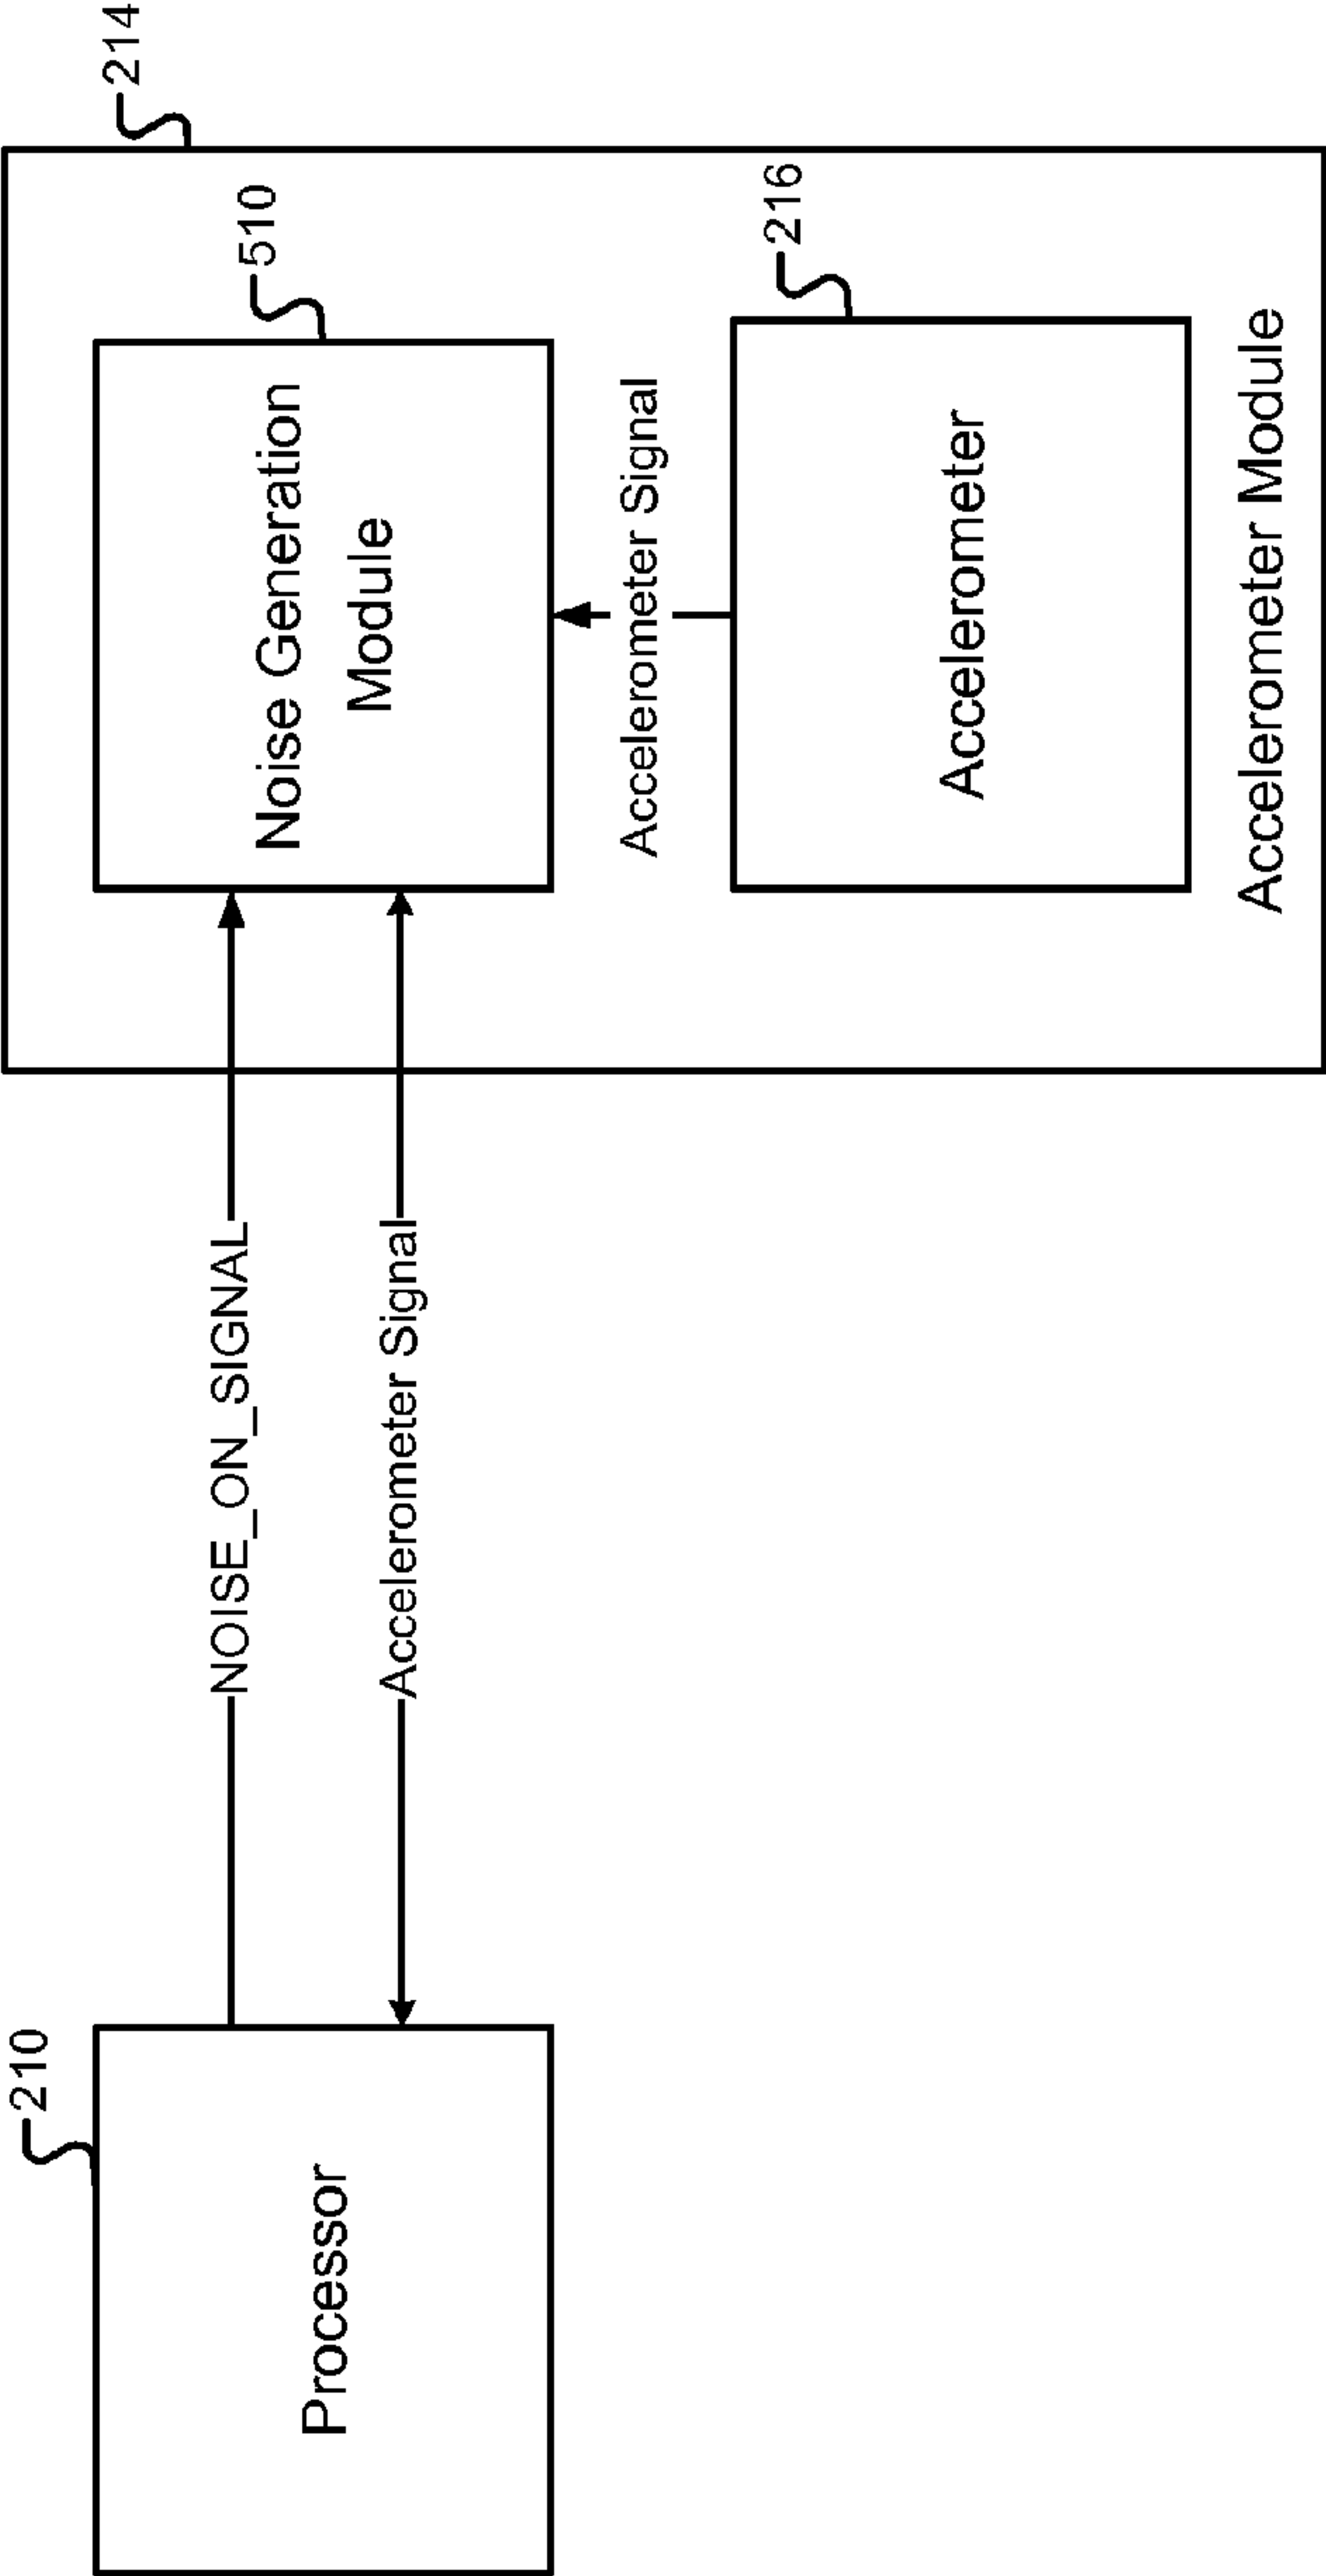 210
Processor
NOISE_ON_SIGNAL
Accelerometer Signal
214
510
Noise Generation
Module
Accelerometer Signal
216
Accelerometer
Accelerometer Module